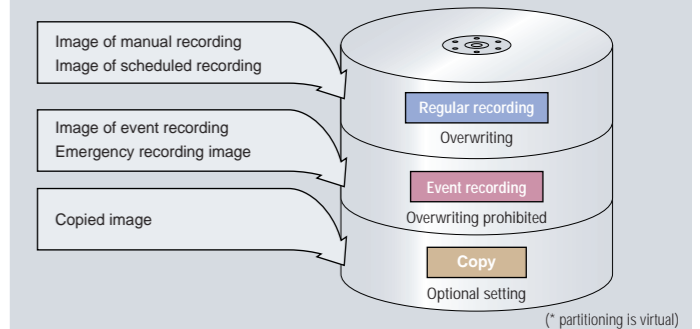 Image of manual recording
Image of scheduled recording
Regular recording
Overwriting
Image of event recording
Emergency recording image
Event recording
Overwriting prohibited
Copied image
Copy
Optional setting
(* partitioning is virtual)